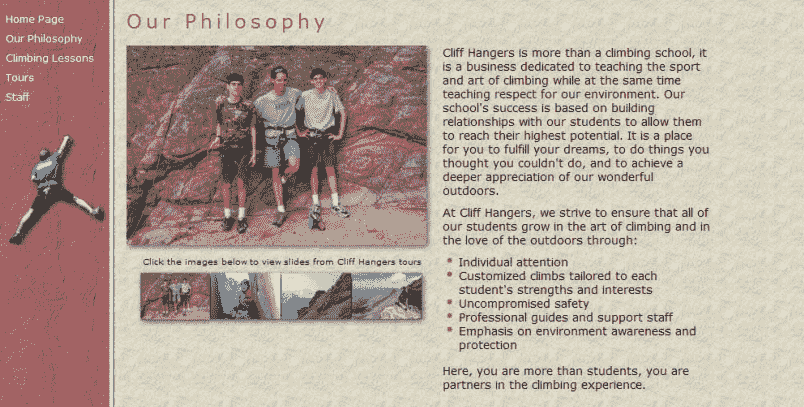 Home Page
Our Philosophy
Climbing Lessons
Tours
Staff
Our Philosophy
Click the images below to view slides from Cliff Hangers tours
Cliff Hangers is more than a climbing school, it
is a business dedicated to teaching the sport
and art of climbing while at the same time
teaching respect for our environment. Our
school's success is based on building
relationships with our students to allow them
to reach their highest potential. It is a place
for you to fulfill your dreams, to do things you
thought you couldn't do, and to achieve a
deeper appreciation of our wonderful
outdoors.
At Cliff Hangers, we strive to ensure that all of
our students grow in the art of climbing and in
the love of the outdoors through:
* Individual attention
* Customized climbs tailored to each
student's strengths and interests
* Uncompromised safety
* Professional guides and support staff
* Emphasis on environment awareness and
protection
Here, you are more than students, you are
partners in the climbing experience.